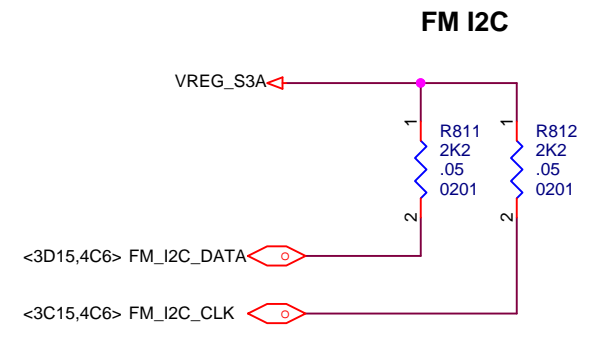 FM I2C
VREG_S3A
1
R811
2K2
.05
0201
2
1
R812
2K2
.05
0201
2
<3D15,4C6> FM_I2C_DATA
<3C15,4C6> FM_I2C_CLK